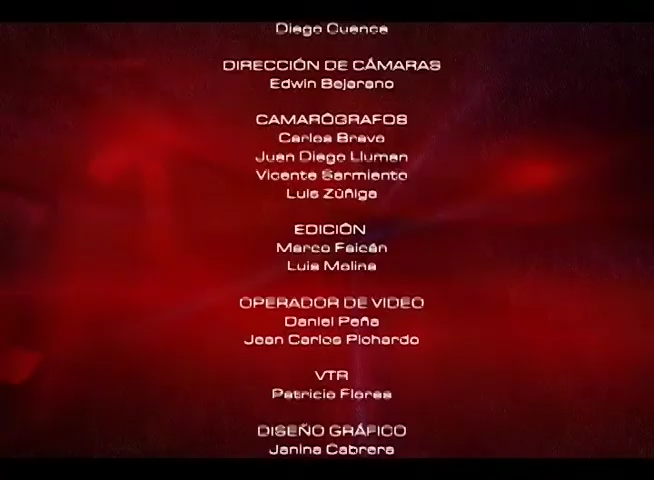 Diego Cuenca
DIRECCIÓN DE CÁMARAS
Edwin Bejarano
CAMARÓGRAFOS
Carlos Bravo
Juan Diego Lluman
Vicente Sarmiento
Luis Zúñiga
EDICIÓN
Marco Faicán
Luis Molina
OPERADOR DE VIDEO
Daniel Peña
Jean Carlos Pichardo
VTR
Patricio Flores
DISEÑO GRÁFICO
Janina Cabrera